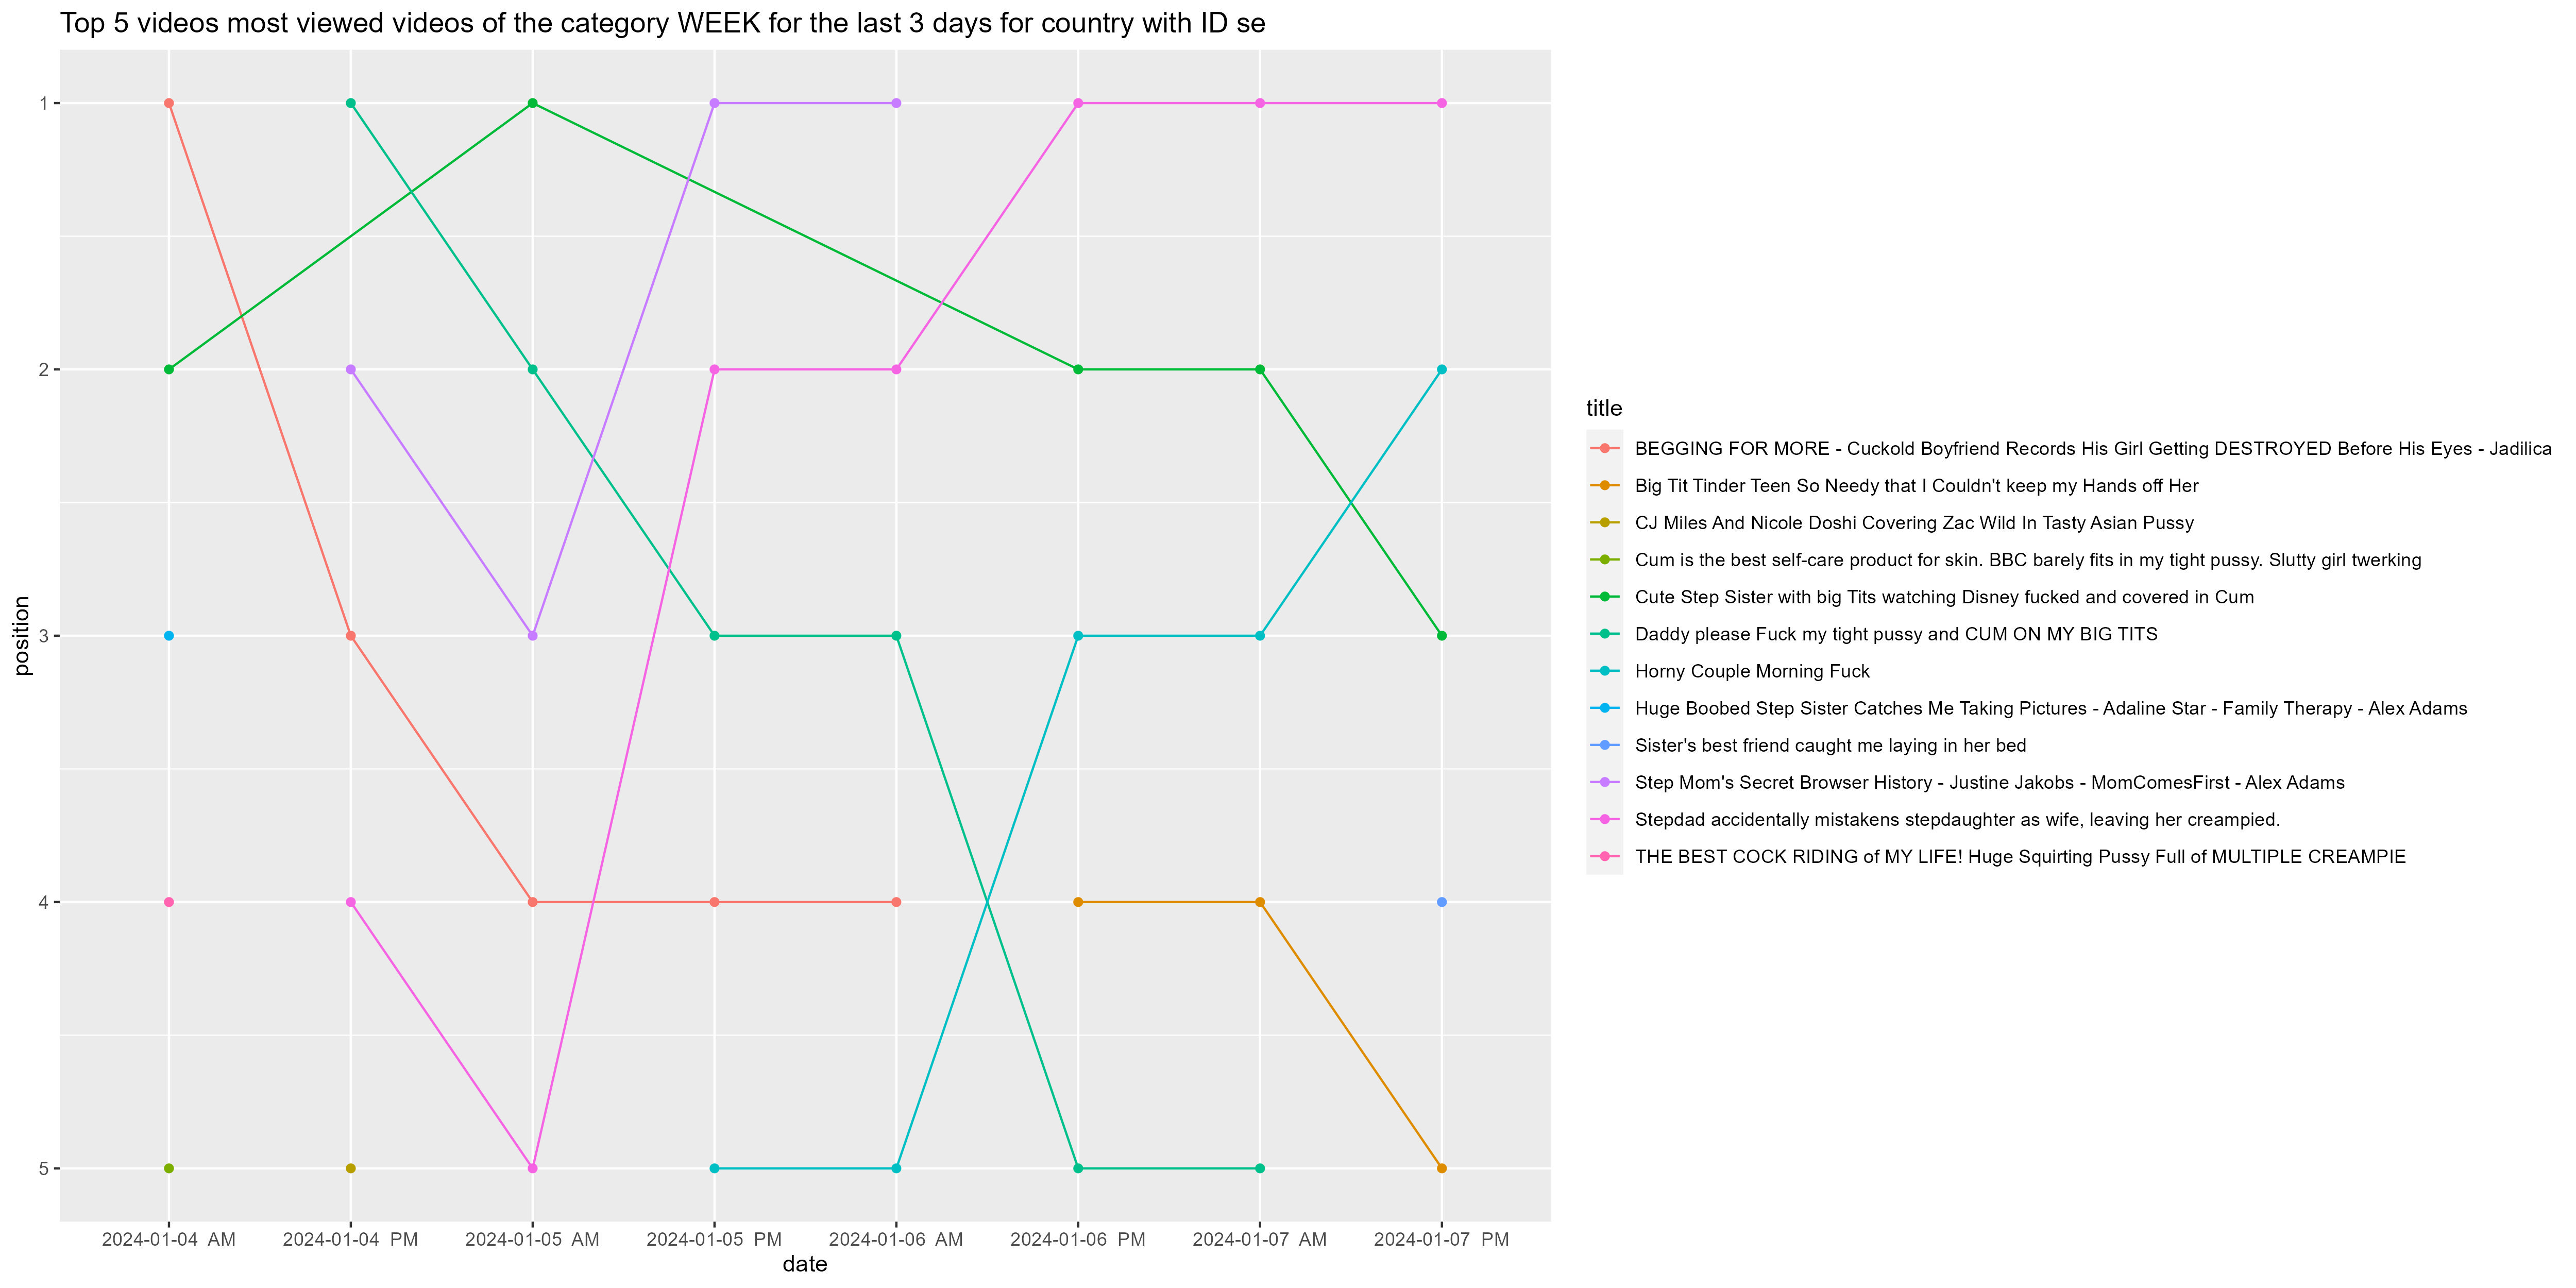 Top 5 videos most viewed videos of the category WEEK for the last 3 days for country with ID se
position
1
2
3
4
5
2024-01-04 AM
2024-01-04 PM
2024-01-05 AM
2024-01-05 PM
2024-01-06 AM
2024-01-06 PM
2024-01-07 AM
2024-01-07 PM
date
title
BEGGING FOR MORE - Cuckold Boyfriend Records His Girl Getting DESTROYED Before His Eyes - Jadilica
Big Tit Tinder Teen So Needy that I Couldn't keep my Hands off Her
CJ Miles And Nicole Doshi Covering Zac Wild In Tasty Asian Pussy
Cum is the best self-care product for skin. BBC barely fits in my tight pussy. Slutty girl twerking
Cute Step Sister with big Tits watching Disney fucked and covered in Cum
Daddy please Fuck my tight pussy and CUM ON MY BIG TITS
Horny Couple Morning Fuck
Huge Boobed Step Sister Catches Me Taking Pictures - Adaline Star - Family Therapy - Alex Adams
Sister's best friend caught me laying in her bed
Step Mom's Secret Browser History - Justine Jakobs - MomComesFirst - Alex Adams
Stepdad accidentally mistakens stepdaughter as wife, leaving her creampied.
THE BEST COCK RIDING of MY LIFE! Huge Squirting Pussy Full of MULTIPLE CREAMPIE